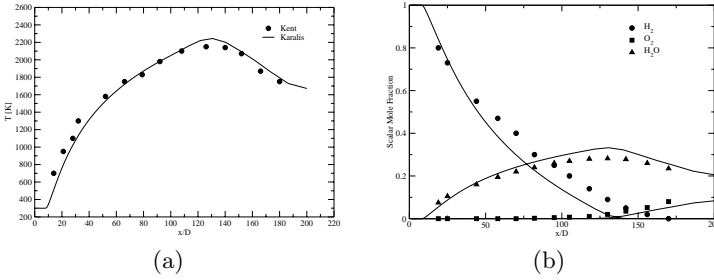 2800
2600
2400
2200
2000
1800
1600
1400
1200
1000
800
600
400
200
T [K]
0 20 40 60 80 100 120 140 160 180 200 220
x/D
Kent
Karalis
(a)
1
0.8
0.6
0.4
0.2
0
Scalar Mole Fraction
0 50 100 150 200
x/D
H2
O2
H2O
(b)